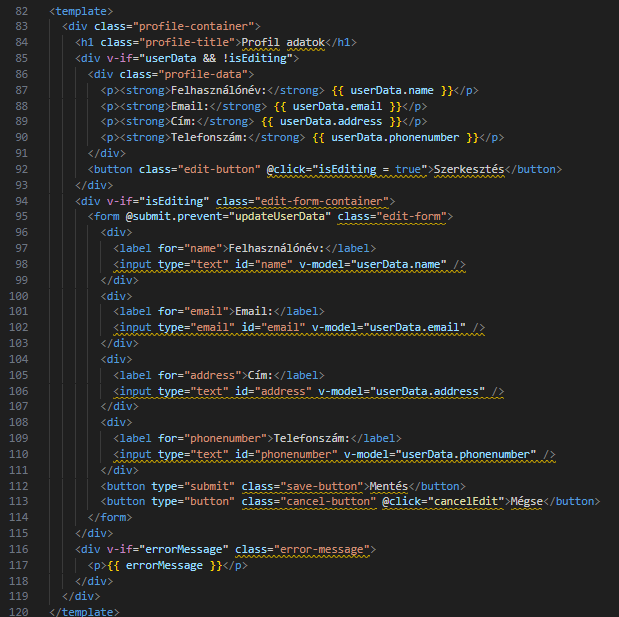 82 <template>
83 <div class="profile-container">
84 <h1 class="profile-title">Profil adatok</h1>
85 <div v-if="userData && !isEditing">
86 <div class="profile-data">
87 <p><strong>Felhasználónév:</strong> {{ userData.name }}</p>
88 <p><strong>Email:</strong> {{ userData.email }}</p>
89 <p><strong>Cím:</strong> {{ userData.address }}</p>
90 <p><strong>Telefonszám:</strong> {{ userData.phonenumber }}</p>
91 </div>
92 <button class="edit-button" @click="isEditing = true">Szerkesztés</button>
93 </div>
94 <div v-if="isEditing" class="edit-form-container">
95 <form @submit.prevent="updateUserData" class="edit-form">
96 <div>
97 <label for="name">Felhasználónév:</label>
98 <input type="text" id="name" v-model="userData.name" />
99 </div>
100 <div>
101 <label for="email">Email:</label>
102 <input type="email" id="email" v-model="userData.email" />
103 </div>
104 <div>
105 <label for="address">Cím:</label>
106 <input type="text" id="address" v-model="userData.address" />
107 </div>
108 <div>
109 <label for="phonenumber">Telefonszám:</label>
110 <input type="text" id="phonenumber" v-model="userData.phonenumber" />
111 </div>
112 <button type="submit" class="save-button">Mentés</button>
113 <button type="button" class="cancel-button" @click="cancelEdit">Mégse</button>
114 </form>
115 </div>
116 <div v-if="errorMessage" class="error-message">
117 <p>{{ errorMessage }}</p>
118 </div>
119 </div>
120 </template>